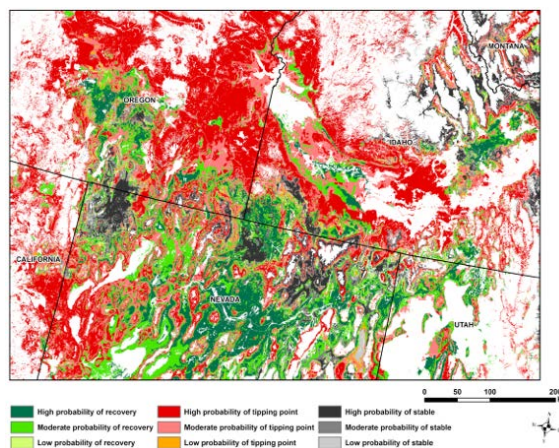 MONTANA
OREGON
IDAHO
CALIFORNIA
NEVADA
UTAH
0 50 100 200
High probability of recovery High probability of tipping point High probability of stable
Moderate probability of recovery Moderate probability of tipping point Moderate probability of stable
Low probability of recovery Low probability of tipping point Low probability of stable